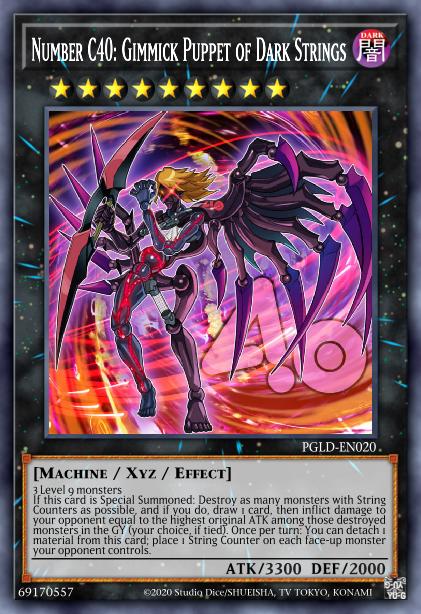 Number C40: Gimmick Puppet of Dark Strings
DARK
闇
4.0
PGLD-EN020
[Machine / Xyz / Effect]
3 Level 9 monsters
If this card is Special Summoned: Destroy as many monsters with String
Counters as possible, and if you do, draw 1 card, then inflict damage to
your opponent equal to the highest original ATK among those destroyed
monsters in the GY (your choice, if tied). Once per turn: You can detach 1
material from this card; place 1 String Counter on each face-up monster
your opponent controls.
ATK/3300 DEF/2000
69170557
©2020 Studio Dice/SHUEISHA, TV TOKYO, KONAMI